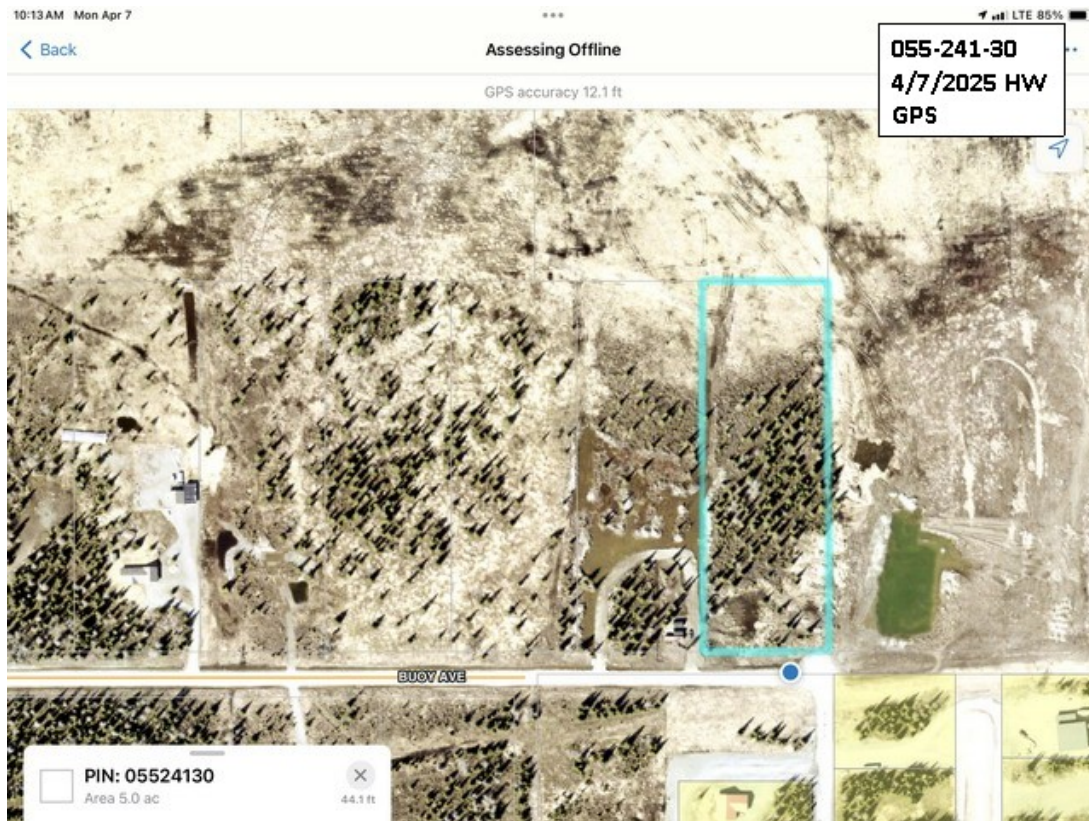 10:13 AM Mon Apr 7
LTE 85%
Back
Assessing Offline
GPS accuracy 12.1 ft
055-241-30
4/7/2025 HW
GPS
BUOY AVE
PIN: 05524130
Area 5.0 ac
44.1 ft